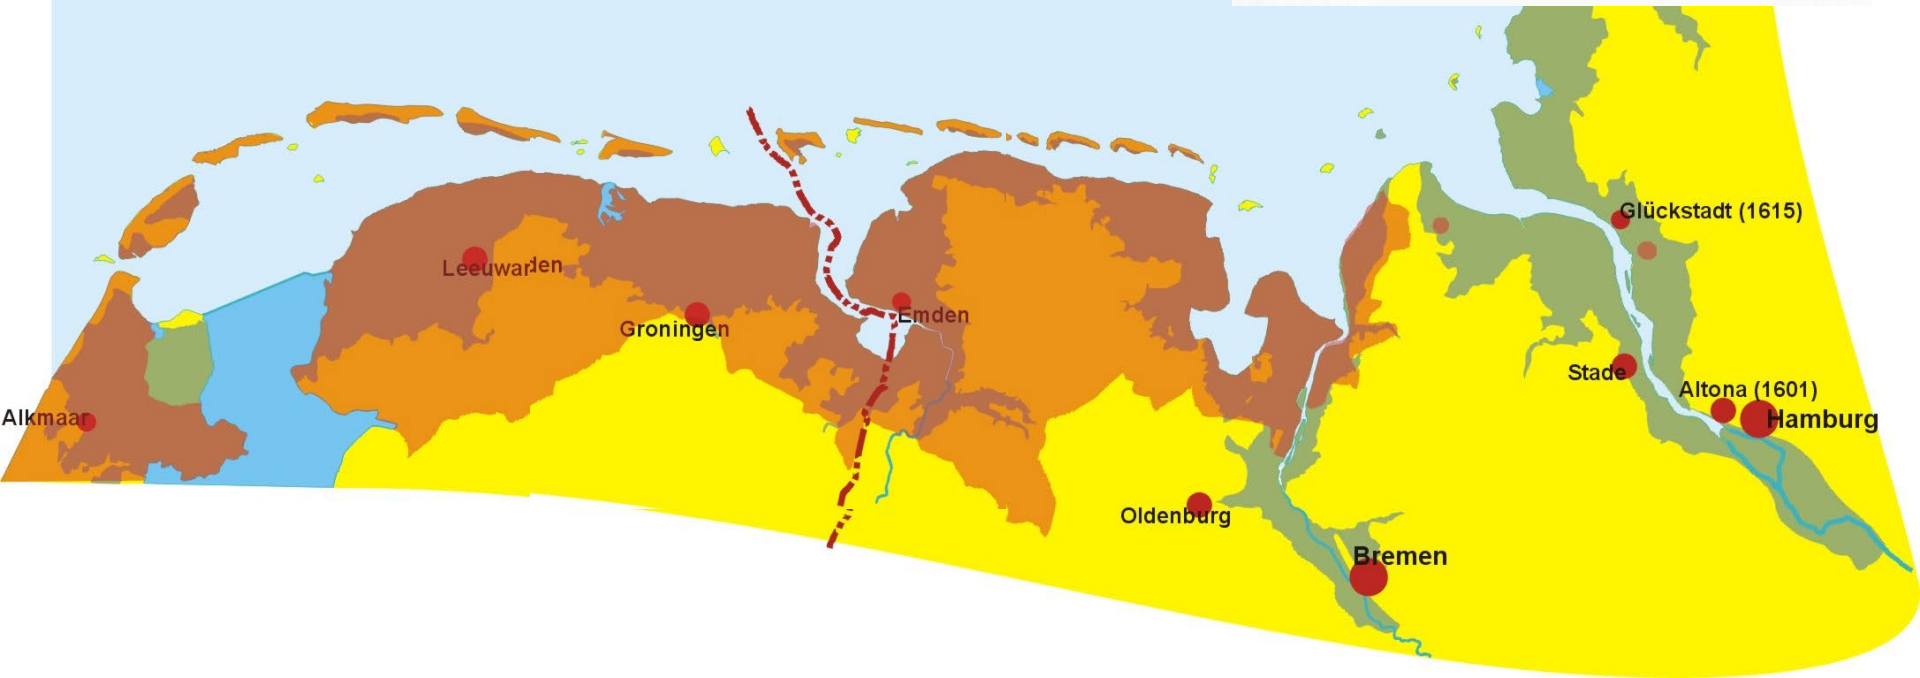 Glückstadt (1615)
Leeuwarden
Emden
Groningen
Stade
Altona (1601)
Alkmaar
Hamburg
Oldenburg
Bremen